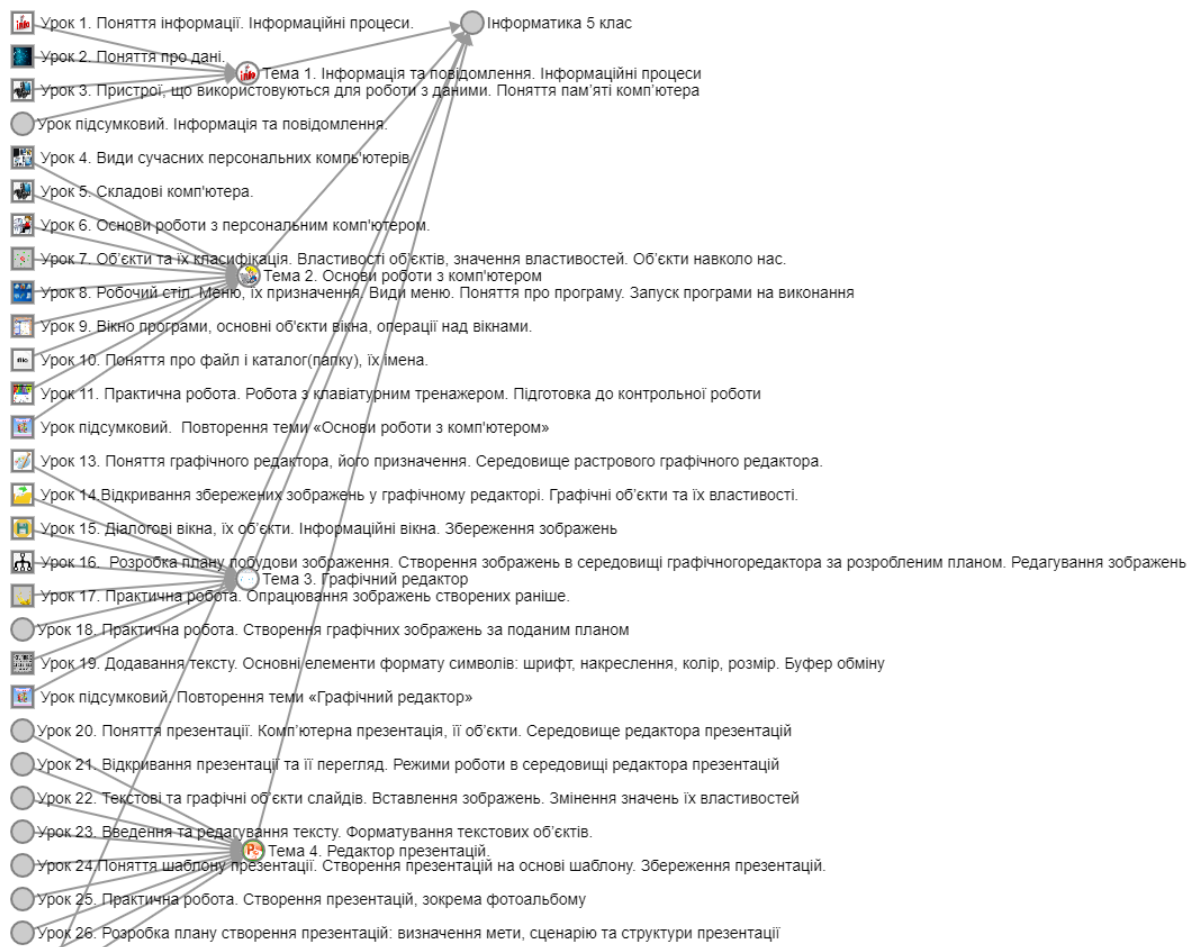 Урок 1. Поняття інформації. Інформаційні процеси.
Інформатика 5 клас
Урок 2. Поняття про дані.
Тема 1. Інформація та повідомлення. Інформаційні процеси
Урок 3. Пристрої, що використовуються для роботи з даними. Поняття пам’яті комп’ютера
Урок підсумковий. Інформація та повідомлення.
Урок 4. Види сучасних персональних компь'ютерів
Урок 5. Складові комп'ютера.
Урок 6. Основи роботи з персональним комп'ютером.
Урок 7. Об’єкти та їх класифікація. Властивості об’єктів, значення властивостей. Об’єкти навколо нас.
Тема 2. Основи роботи з комп'ютером
Урок 8. Робочий стіл. Меню, їх призначення. Види меню. Поняття про програму. Запуск програми на виконання
Урок 9. Вікно програми, основні об'єкти вікна, операції над вікнами.
Урок 10. Поняття про файл і каталог(папку), їх імена.
Урок 11. Практична робота. Робота з клавіатурним тренажером. Підготовка до контрольної роботи
Урок підсумковий.  Повторення теми «Основи роботи з комп'ютером»
Урок 13. Поняття графічного редактора, його призначення. Середовище растрового графічного редактора.
Урок 14.Відкривання збережених зображень у графічному редакторі. Графічні об’єкти та їх властивості.
Урок 15. Діалогові вікна, їх об’єкти. Інформаційні вікна. Збереження зображень
Урок 16.  Розробка плану побудови зображення. Створення зображень в середовищі графічногоредактора за розробленим планом. Редагування зображень
Тема 3. Графічний редактор
Урок 17. Практична робота. Опрацювання зображень створених раніше.
Урок 18. Практична робота. Створення графічних зображень за поданим планом
Урок 19. Додавання тексту. Основні елементи формату символів: шрифт, накреслення, колір, розмір. Буфер обміну
Урок підсумковий. Повторення теми «Графічний редактор»
Урок 20. Поняття презентації. Комп’ютерна презентація, її об’єкти. Середовище редактора презентацій
Урок 21. Відкривання презентації та її перегляд. Режими роботи в середовищі редактора презентацій
Урок 22. Текстові та графічні об’єкти слайдів. Вставлення зображень. Змінення значень їх властивостей
Урок 23. Введення та редагування тексту. Форматування текстових об’єктів.
Тема 4. Редактор презентацій.
Урок 24.Поняття шаблону презентації. Створення презентацій на основі шаблону. Збереження презентацій.
Урок 25. Практична робота. Створення презентацій, зокрема фотоальбому
Урок 26. Розробка плану створення презентації: визначення мети, сценарію та структури презентації